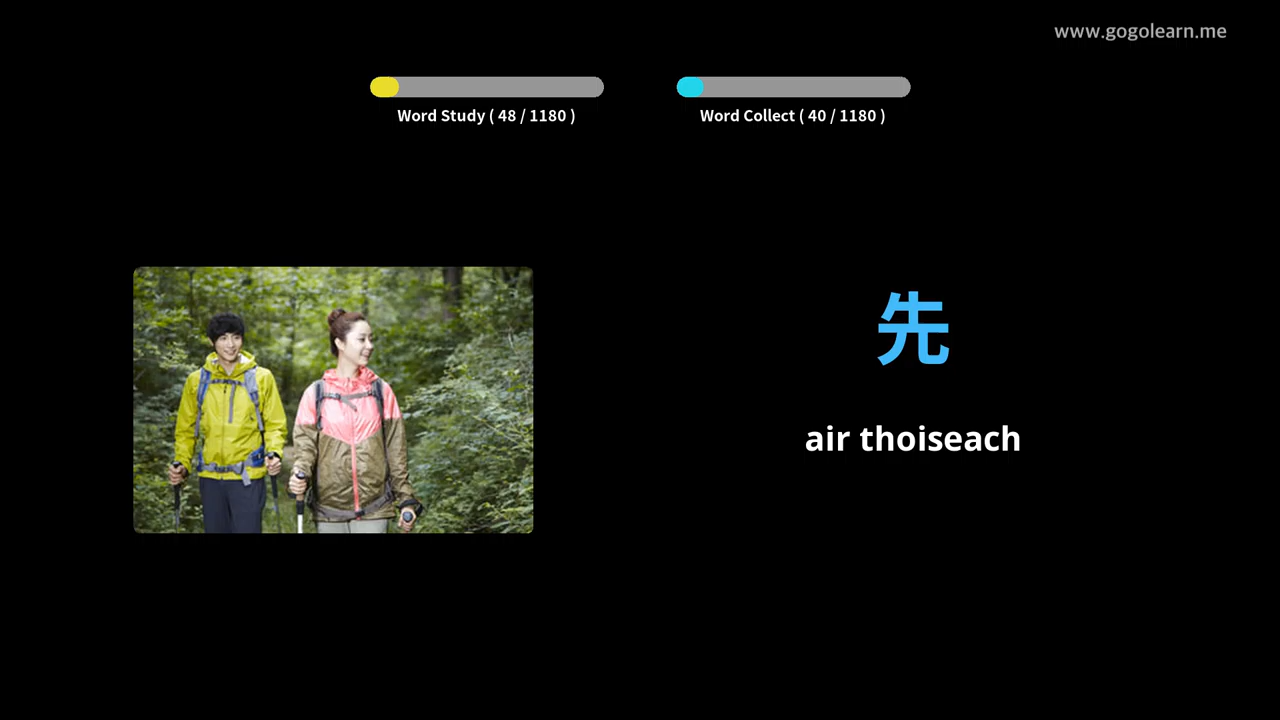 www.gogolearn.me
Word Study ( 48 / 1180 )
Word Collect ( 40 / 1180 )
先
air thoiseach